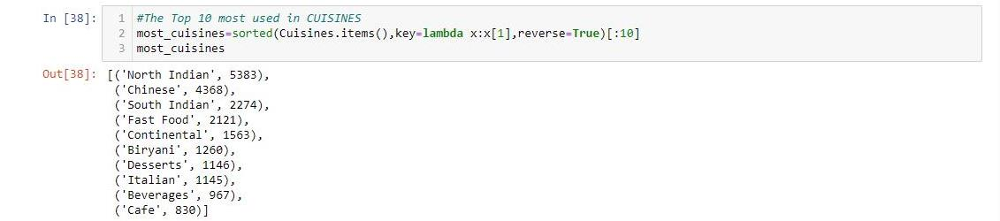 In [38]: 1 #The Top 10 most used in CUISINES
2 most_cuisines=sorted(Cuisines.items(),key=lambda x:x[1],reverse=True)[:10]
3 most_cuisines
Out[38]: [('North Indian', 5383),
('Chinese', 4368),
('South Indian', 2274),
('Fast Food', 2121),
('Continental', 1563),
('Biryani', 1260),
('Desserts', 1146),
('Italian', 1145),
('Beverages', 967),
('Cafe', 830)]